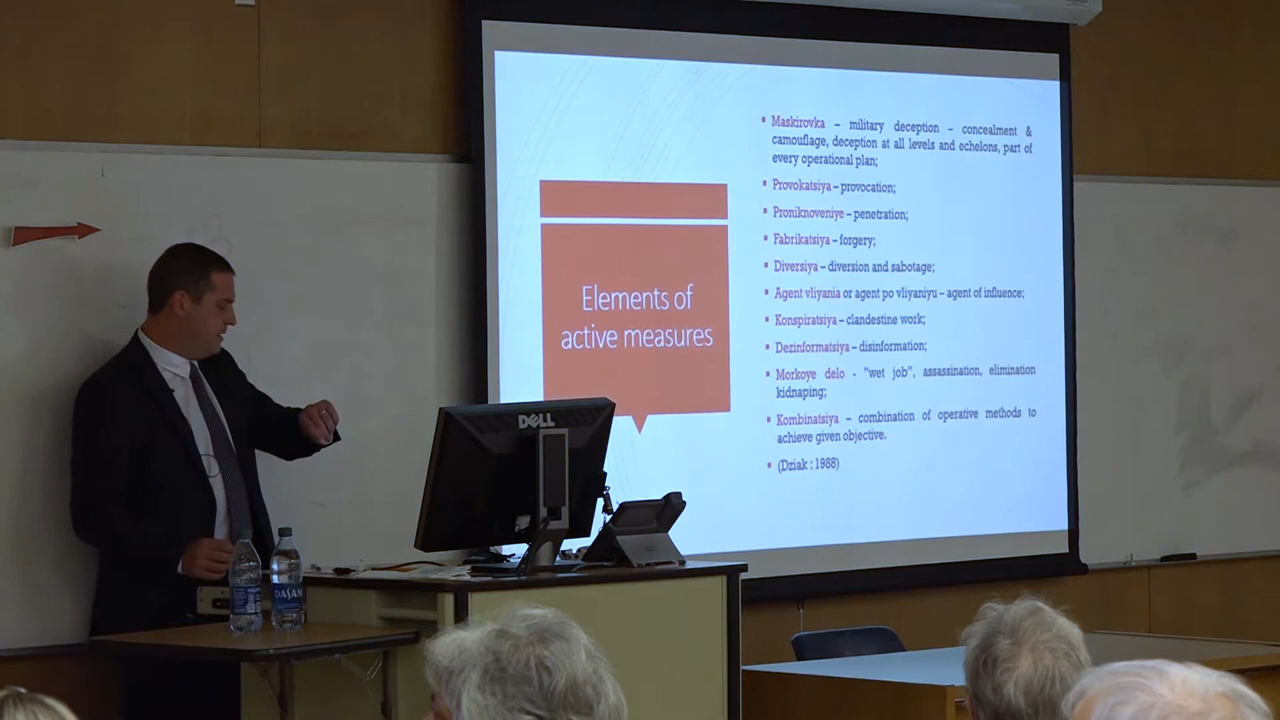 Elements of
active measures
Maskirovka – military deception – concealment &
camouflage, deception at all levels and echelons, part of
every operational plan;
Provokatsiya – provocation;
Proniknoveniye – penetration;
Fabrikatsiya – forgery;
Diversiya – diversion and sabotage;
Agent vliyania or agent po vliyaniyu – agent of influence;
Konspiratsiya – clandestine work;
Dezinformatsiya – disinformation;
Morkoye delo - "wet job", assassination, elimination
kidnaping;
Kombinatsiya – combination of operative methods to
achieve given objective.
(Dziak : 1988)
DELL
DASANI